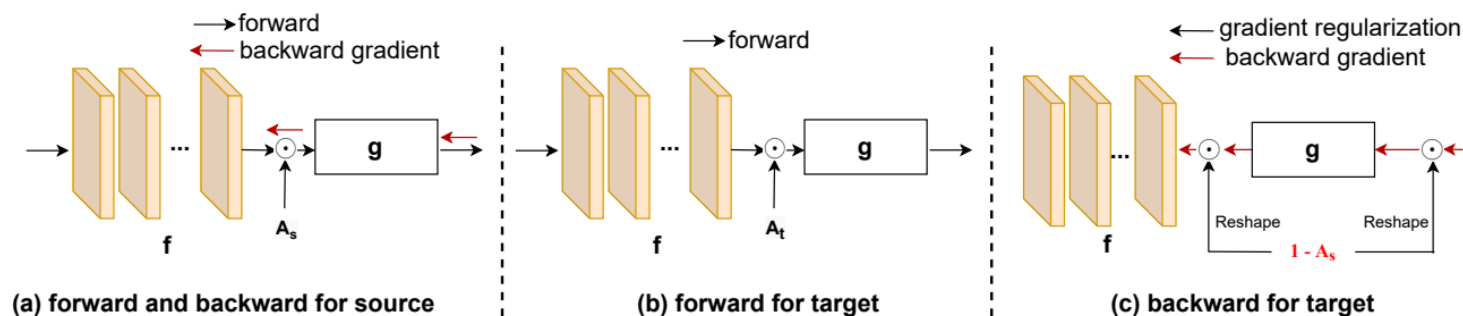 forward
backward gradient
...
g
A_s
f
(a) forward and backward for source
forward
...
g
A_t
f
(b) forward for target
gradient regularization
backward gradient
...
g
Reshape
Reshape
f
1 - A_s
(c) backward for target